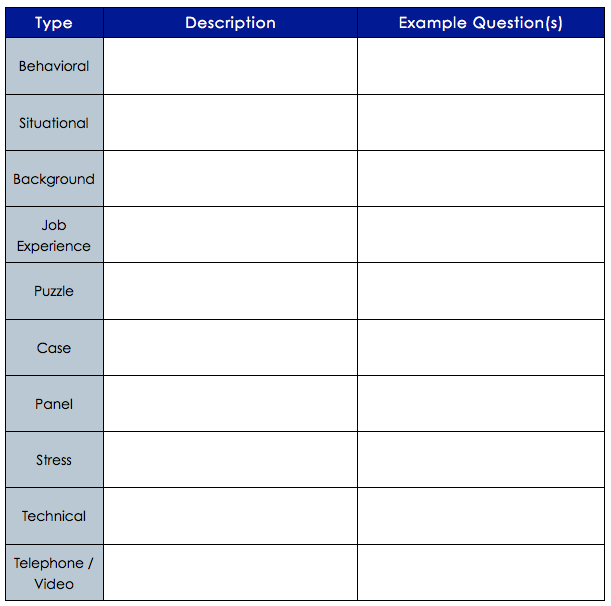 Type Description Example Question(s)
Behavioral
Situational
Background
Job
Experience
Puzzle
Case
Panel
Stress
Technical
Telephone /
Video